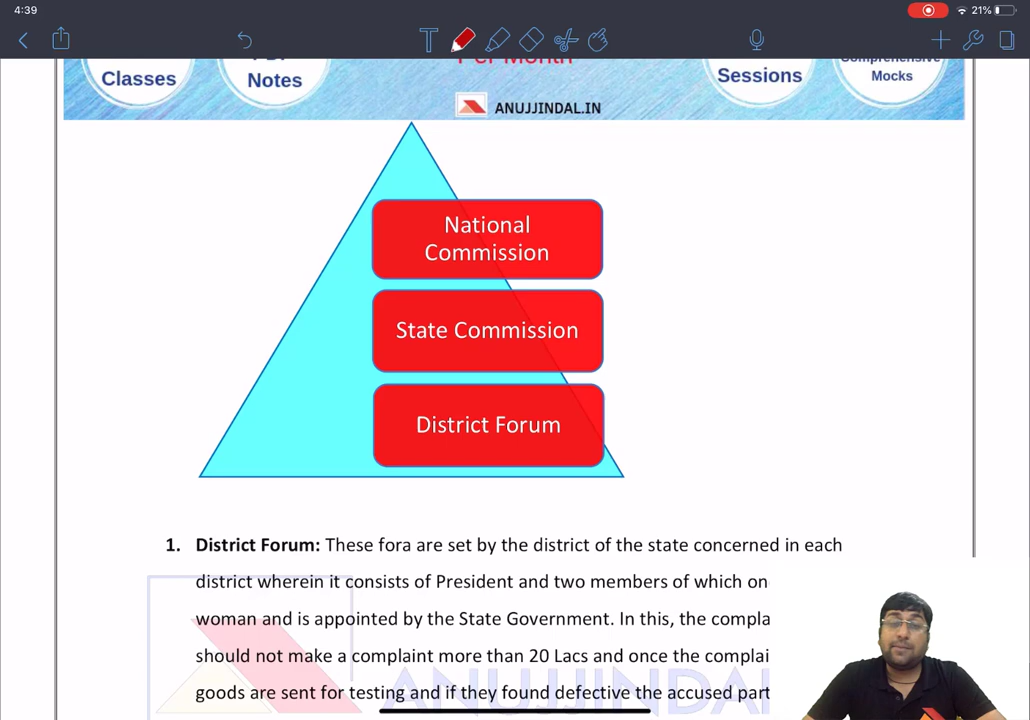 4:39
21%
T
Classes
Notes
Per Month
Sessions
Comprehensive
Mocks
ANUJJINDAL.IN
National
Commission
State Commission
District Forum
1. District Forum: These fora are set by the district of the state concerned in each
district wherein it consists of President and two members of which on
woman and is appointed by the State Government. In this, the compla
should not make a complaint more than 20 Lacs and once the complai
goods are sent for testing and if they found defective the accused part
ANUJJINDAL